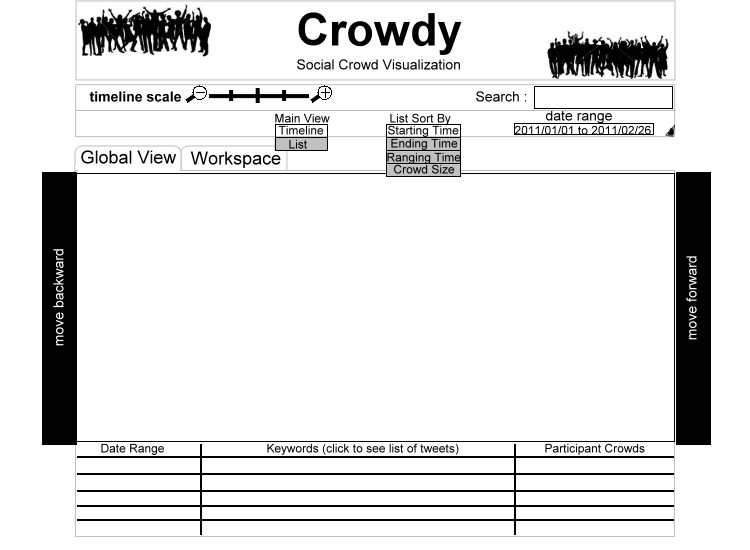 Crowdy
Social Crowd Visualization
timeline scale
Search :
Main View
Timeline
List
List Sort By
Starting Time
Ending Time
Ranging Time
Crowd Size
date range
2011/01/01 to 2011/02/26
Global View
Workspace
move backward
move forward
Date Range
Keywords (click to see list of tweets)
Participant Crowds